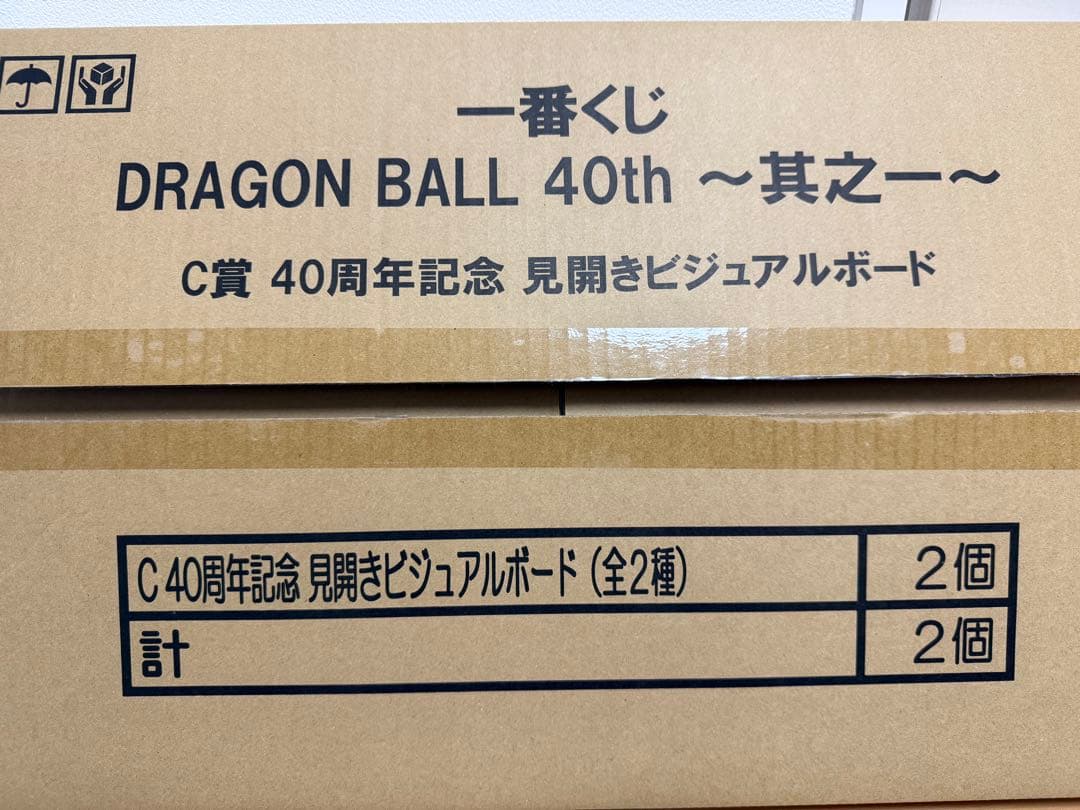 一番くじ
DRAGON BALL 40th ～其之一～
C賞 40周年記念 見開きビジュアルボード
C 40周年記念 見開きビジュアルボード（全2種） 2個
計 2個